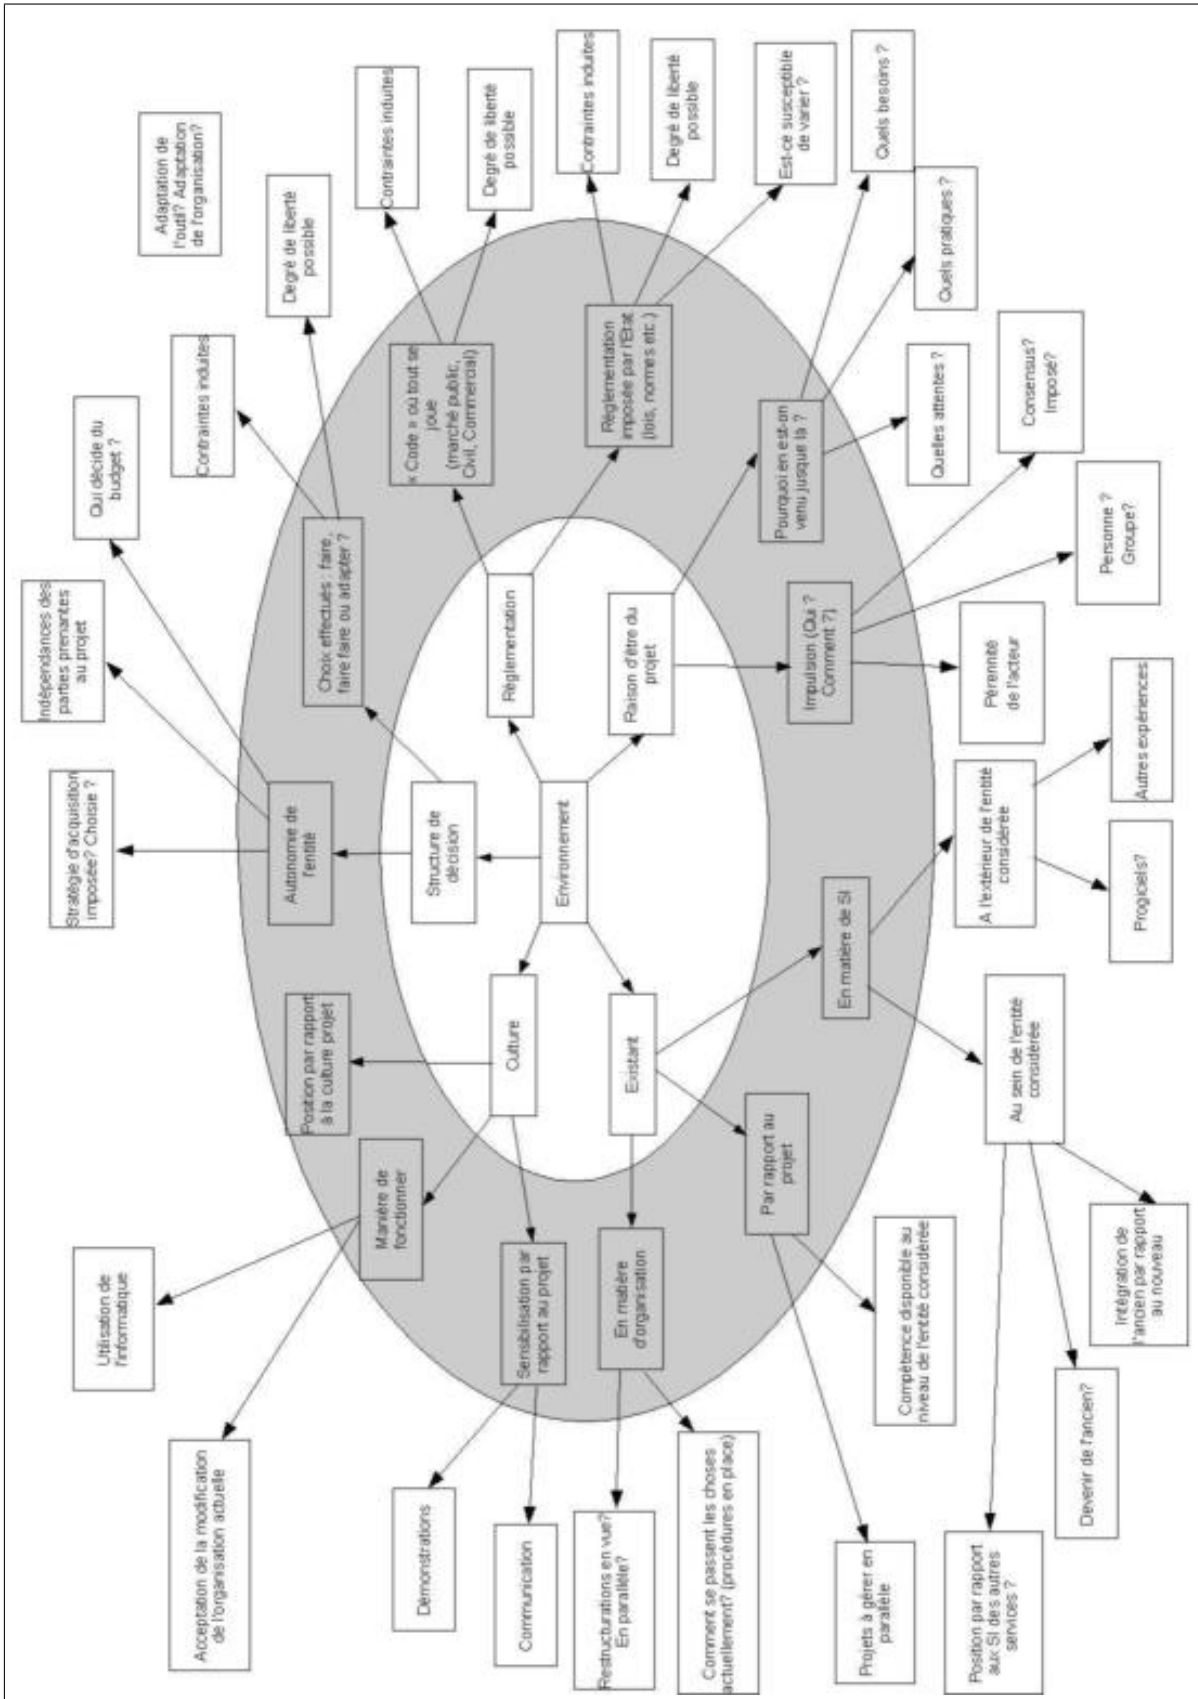 Acceptation de la modification
de l'organisation actuelle
Utilisation de
l'informatique
Stratégie d'acquisition
imposée? Choisie ?
Indépendances des
parties prenantes
au projet
Qui décide du
budget ?
Contraintes induites
Adaptation de
l'outil? Adaptation
de l'organisation?
Degré de liberté
possible
Contraintes induites
Degré de liberté
possible
Démonstrations
Manière de
fonctionner
Position par rapport
à la culture projet
Autonomie de
l'entité
Choix effectués : faire,
faire faire ou adapter ?
« Code » où tout se
joue
(marché public,
Civil, Commercial)
Communication
Sensibilisation par
rapport au projet
Culture
Structure de
décision
Règlementation
Contraintes induites
Restructurations en vue?
En parallèle?
En matière
d'organisation
Existant
Environnement
Raison d'être du
projet
Règlementation
imposée par l'Etat
(lois, normes etc )
Degré de liberté
possible
Comment se passent les choses
actuellement? (procédures en place)
Par rapport au
projet
En matière de SI
Impulsion (Qui ?
Comment ?)
Pourquoi en est-on
venu jusque là ?
Est-ce susceptible
de varier ?
Projets à gérer en
parallèle
Compétence disponible au
niveau de l'entité considérée
Quelles attentes ?
Quels pratiques ?
Quels besoins ?
Position par rapport
aux SI des autres
services ?
Au sein de l'entité
considérée
A l'extérieur de l'entité
considérée
Pérennité
de l'acteur
Consensus?
Imposé?
Devenir de l'ancien?
Intégration de
l'ancien par rapport
au nouveau
Progiciels?
Autres expériences
Personne ?
Groupe?